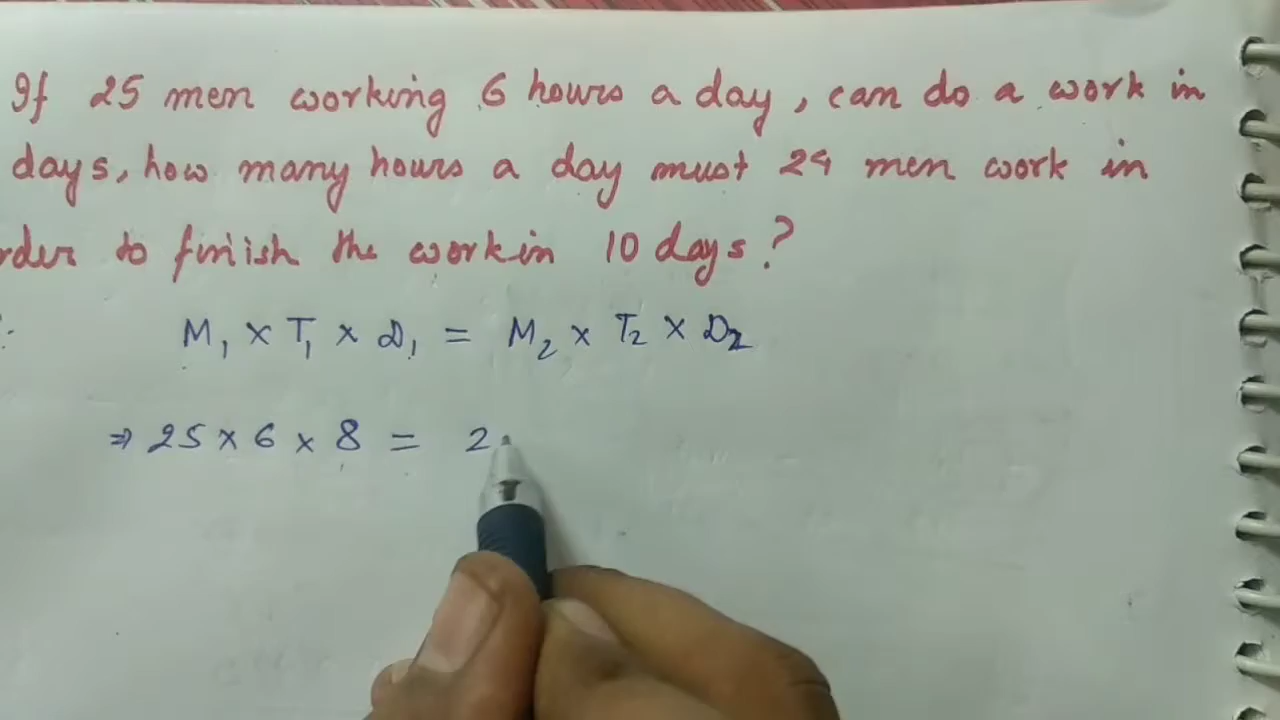 If 25 men working 6 hours a day, can do a work in
days, how many hours a day must 24 men work in
rder to finish the work in 10 days?
M₁ × T₁ × D₁ = M₂ × T₂ × D₂
⇒ 25 × 6 × 8 = 2